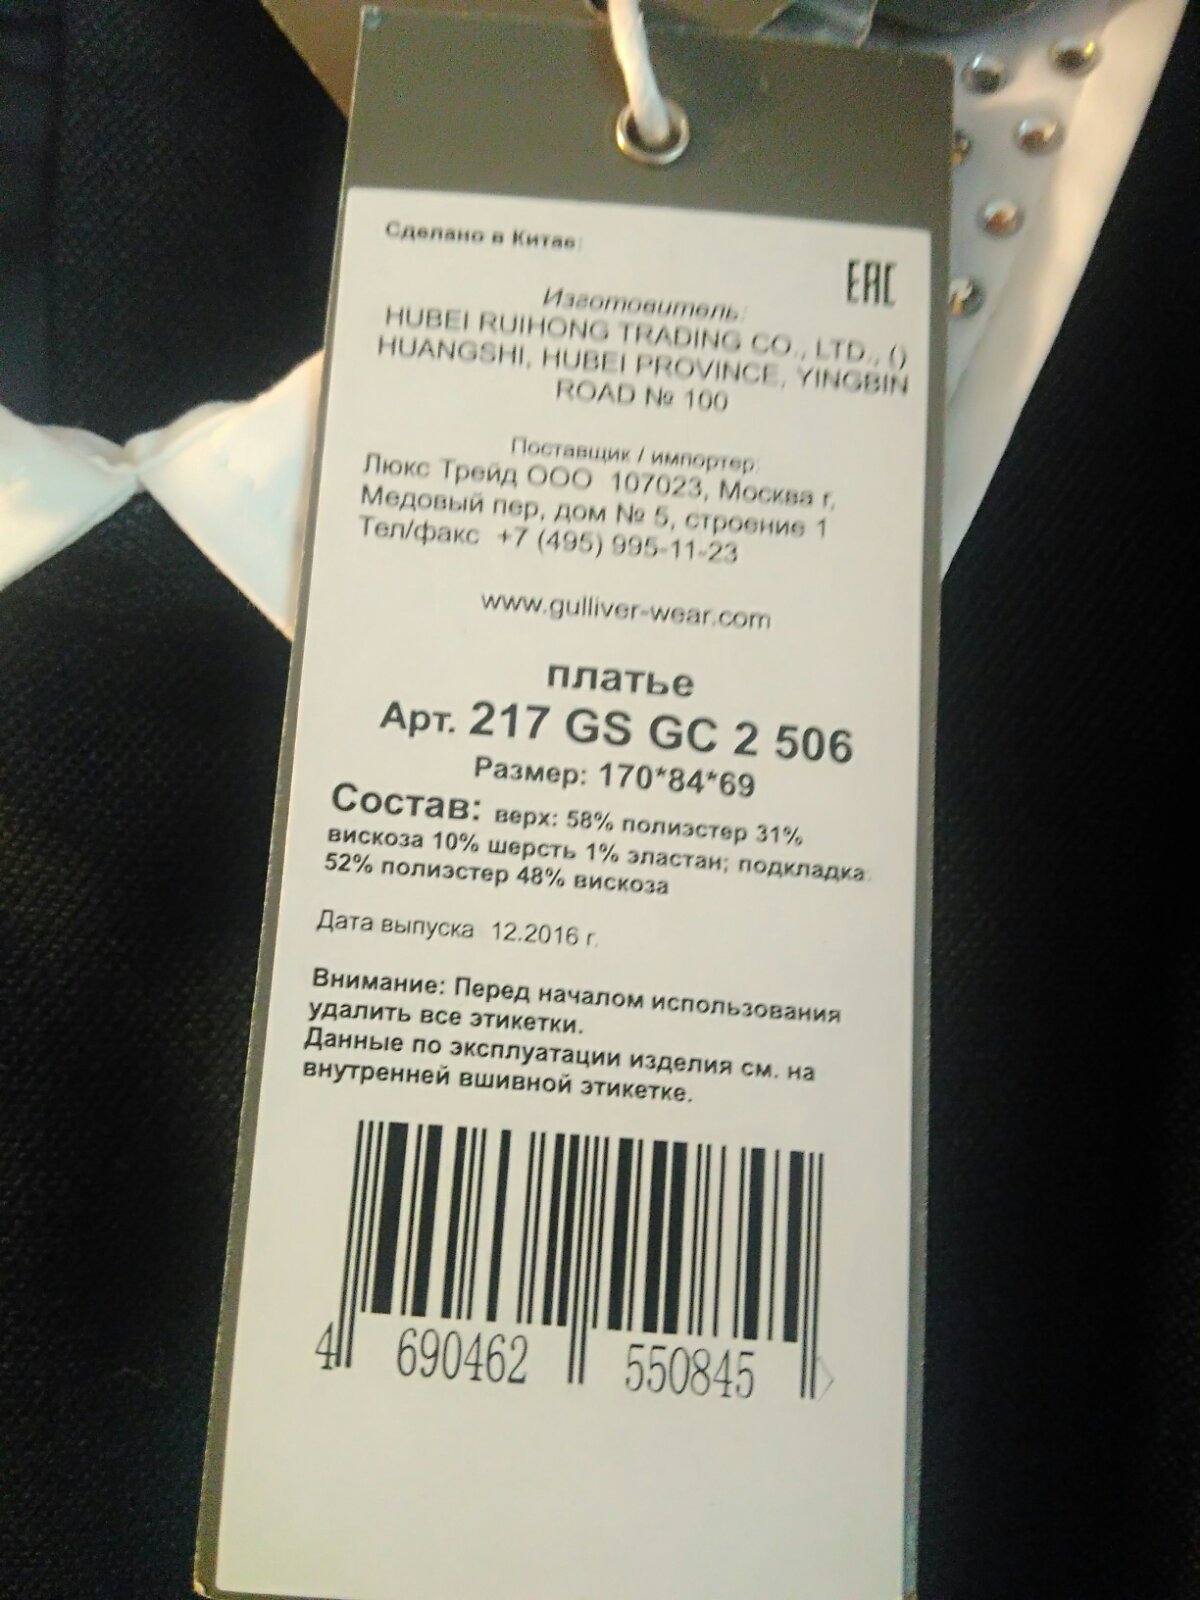 Сделано в Китае:
EAC
Изготовитель:
HUBEI RUIHONG TRADING CO., LTD., ()
HUANGSHI, HUBEI PROVINCE, YINGBIN
ROAD № 100
Поставщик / импортер:
Люкс Трейд ООО 107023, Москва г,
Медовый пер, дом № 5, строение 1
Тел/факс +7 (495) 995-11-23
www.gulliver-wear.com
платье
Арт. 217 GS GC 2 506
Размер: 170*84*69
Состав: верх: 58% полиэстер 31%
вискоза 10% шерсть 1% эластан; подкладка:
52% полиэстер 48% вискоза
Дата выпуска 12.2016 г.
Внимание: Перед началом использования
удалить все этикетки.
Данные по эксплуатации изделия см. на
внутренней вшивной этикетке.
4 690462 550845 >